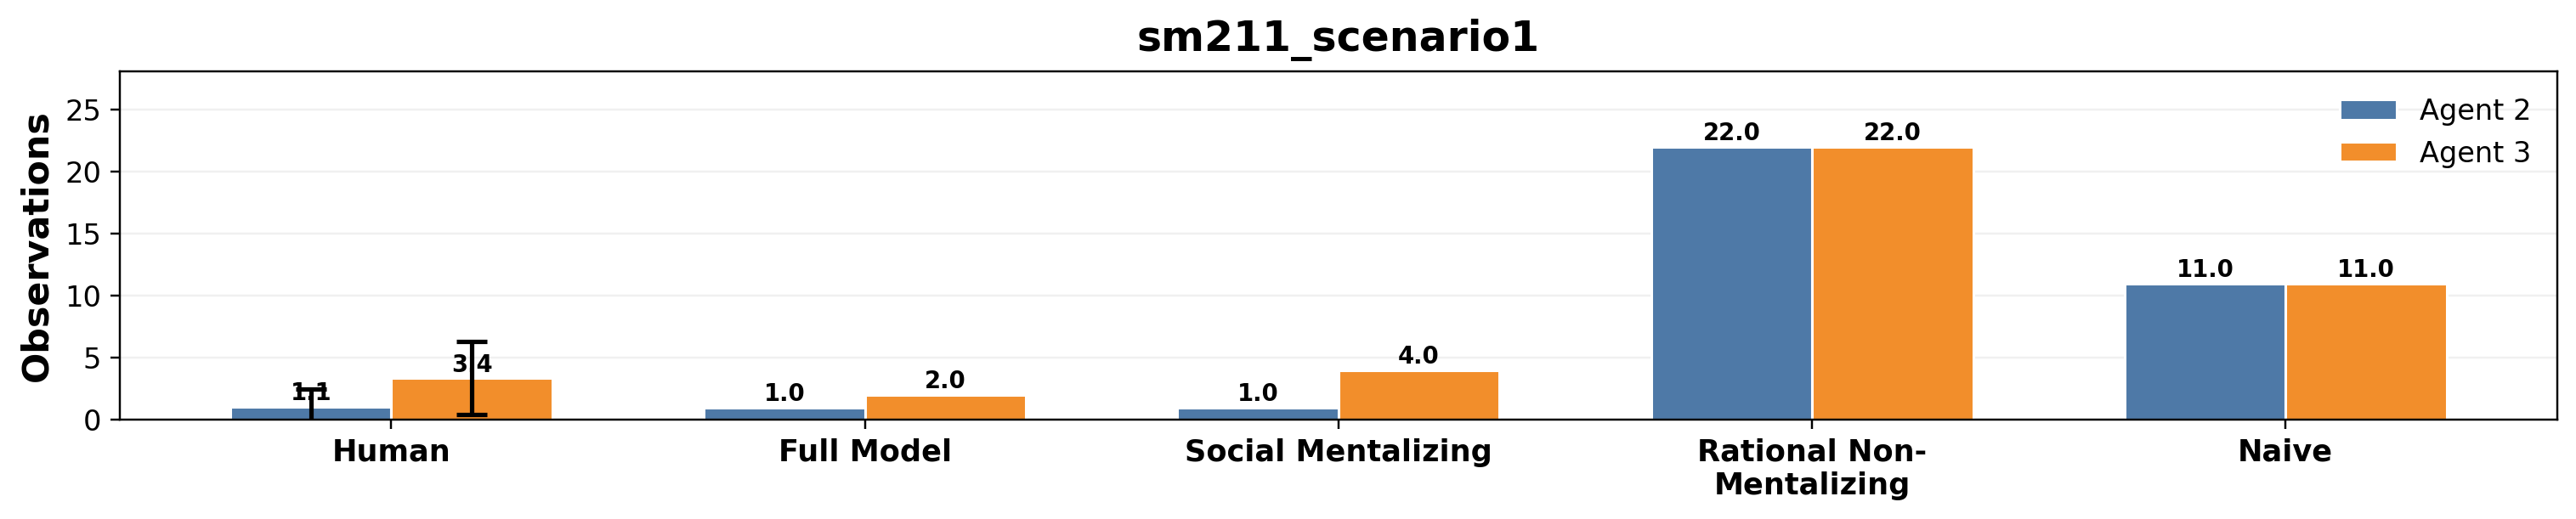 sm211_scenario1
Observations
25
20
15
10
5
0
Agent 2
Agent 3
1.1
3.4
1.0
2.0
1.0
4.0
22.0
22.0
11.0
11.0
Human
Full Model
Social Mentalizing
Rational Non-
Mentalizing
Naive